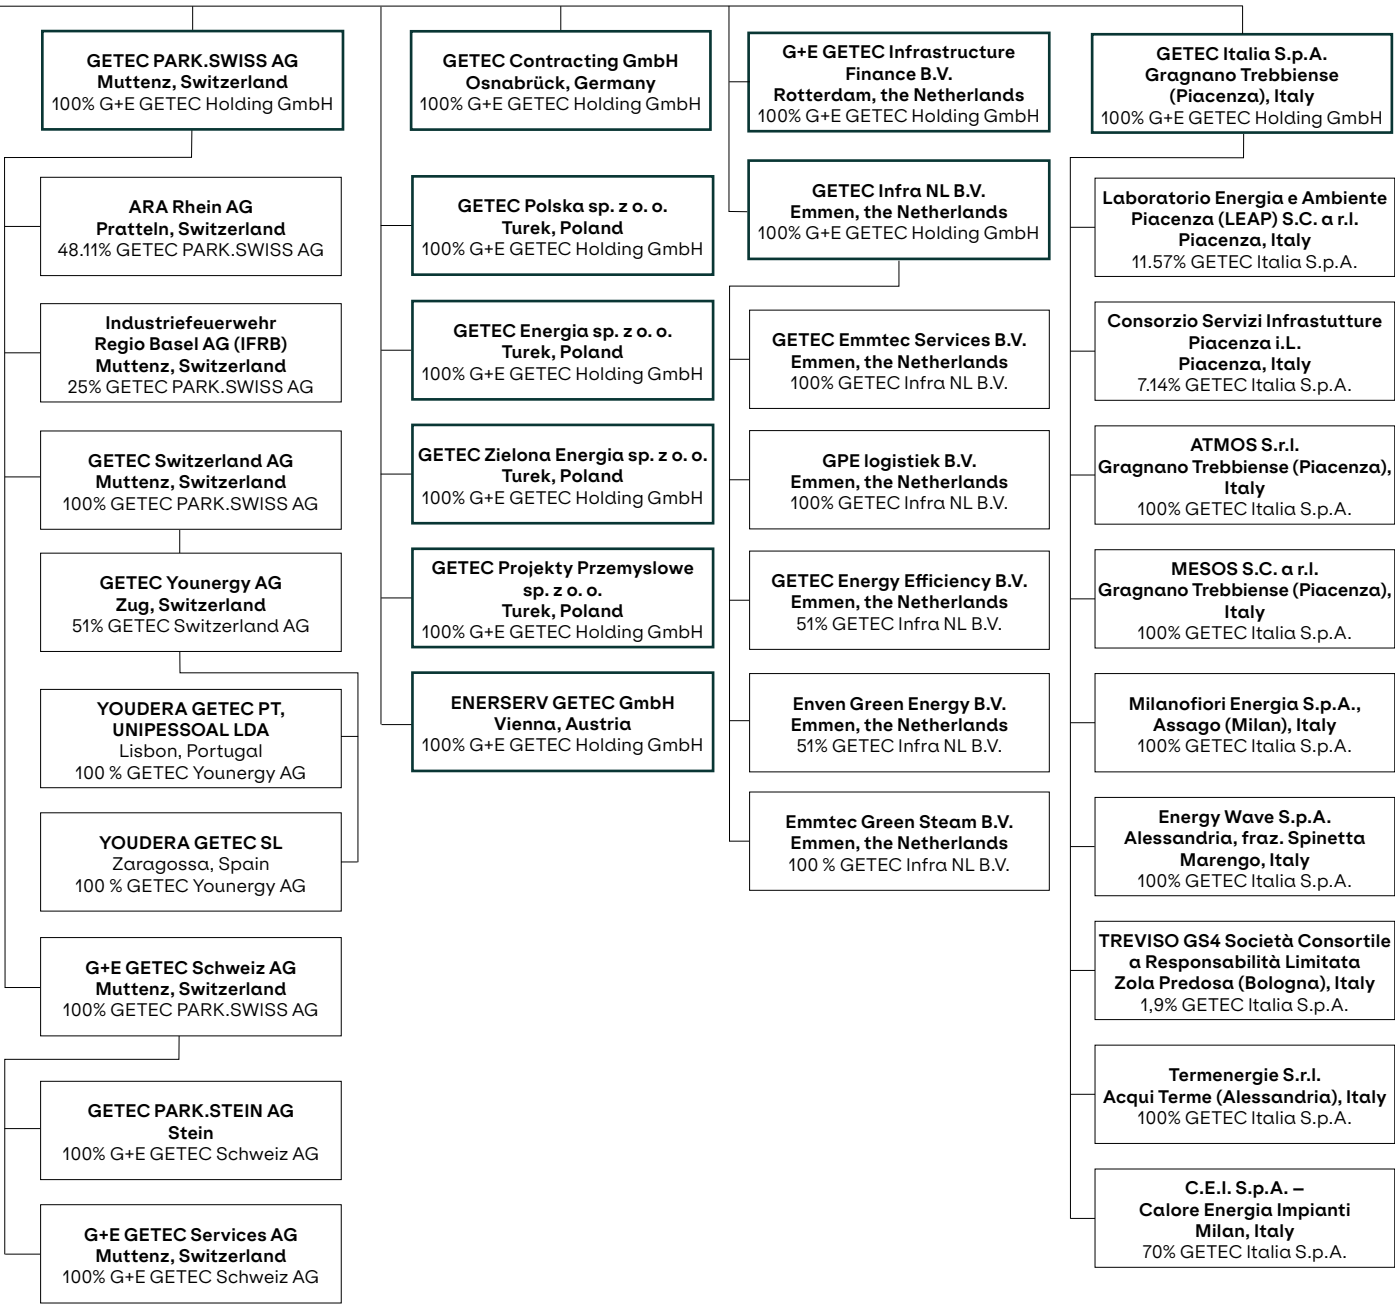 GETEC PARK.SWISS AG
Muttenz, Switzerland
100% G+E GETEC Holding GmbH
ARA Rhein AG
Pratteln, Switzerland
48.11% GETEC PARK.SWISS AG
Industriefeuerwehr
Regio Basel AG (IFRB)
Muttenz, Switzerland
25% GETEC PARK.SWISS AG
GETEC Switzerland AG
Muttenz, Switzerland
100% GETEC PARK.SWISS AG
GETEC Younergy AG
Zug, Switzerland
51% GETEC Switzerland AG
YOUDERA GETEC PT,
UNIPESSOAL LDA
Lisbon, Portugal
100 % GETEC Younergy AG
YOUDERA GETEC SL
Zaragossa, Spain
100 % GETEC Younergy AG
G+E GETEC Schweiz AG
Muttenz, Switzerland
100% GETEC PARK.SWISS AG
GETEC PARK.STEIN AG
Stein
100% G+E GETEC Schweiz AG
G+E GETEC Services AG
Muttenz, Switzerland
100% G+E GETEC Schweiz AG
GETEC Contracting GmbH
Osnabrück, Germany
100% G+E GETEC Holding GmbH
GETEC Polska sp. z o. o.
Turek, Poland
100% G+E GETEC Holding GmbH
GETEC Energia sp. z o. o.
Turek, Poland
100% G+E GETEC Holding GmbH
GETEC Zielona Energia sp. z o. o.
Turek, Poland
100% G+E GETEC Holding GmbH
GETEC Projekty Przemyslowe
sp. z o. o.
Turek, Poland
100% G+E GETEC Holding GmbH
ENERSERV GETEC GmbH
Vienna, Austria
100% G+E GETEC Holding GmbH
G+E GETEC Infrastructure
Finance B.V.
Rotterdam, the Netherlands
100% G+E GETEC Holding GmbH
GETEC Infra NL B.V.
Emmen, the Netherlands
100% G+E GETEC Holding GmbH
GETEC Emmtec Services B.V.
Emmen, the Netherlands
100% GETEC Infra NL B.V.
GPE logistiek B.V.
Emmen, the Netherlands
100% GETEC Infra NL B.V.
GETEC Energy Efficiency B.V.
Emmen, the Netherlands
51% GETEC Infra NL B.V.
Enven Green Energy B.V.
Emmen, the Netherlands
51% GETEC Infra NL B.V.
Emmtec Green Steam B.V.
Emmen, the Netherlands
100 % GETEC Infra NL B.V.
GETEC Italia S.p.A.
Gragnano Trebbiense
(Piacenza), Italy
100% G+E GETEC Holding GmbH
Laboratorio Energia e Ambiente
Piacenza (LEAP) S.C. a r.l.
Piacenza, Italy
11.57% GETEC Italia S.p.A.
Consorzio Servizi Infrastutture
Piacenza i.L.
Piacenza, Italy
7.14% GETEC Italia S.p.A.
ATMOS S.r.l.
Gragnano Trebbiense (Piacenza),
Italy
100% GETEC Italia S.p.A.
MESOS S.C. a r.l.
Gragnano Trebbiense (Piacenza),
Italy
100% GETEC Italia S.p.A.
Milanofiori Energia S.p.A.,
Assago (Milan), Italy
100% GETEC Italia S.p.A.
Energy Wave S.p.A.
Alessandria, fraz. Spinetta
Marengo, Italy
100% GETEC Italia S.p.A.
TREVISO GS4 Società Consortile
a Responsabilità Limitata
Zola Predosa (Bologna), Italy
1,9% GETEC Italia S.p.A.
Termenergie S.r.l.
Acqui Terme (Alessandria), Italy
100% GETEC Italia S.p.A.
C.E.I. S.p.A. –
Calore Energia Impianti
Milan, Italy
70% GETEC Italia S.p.A.